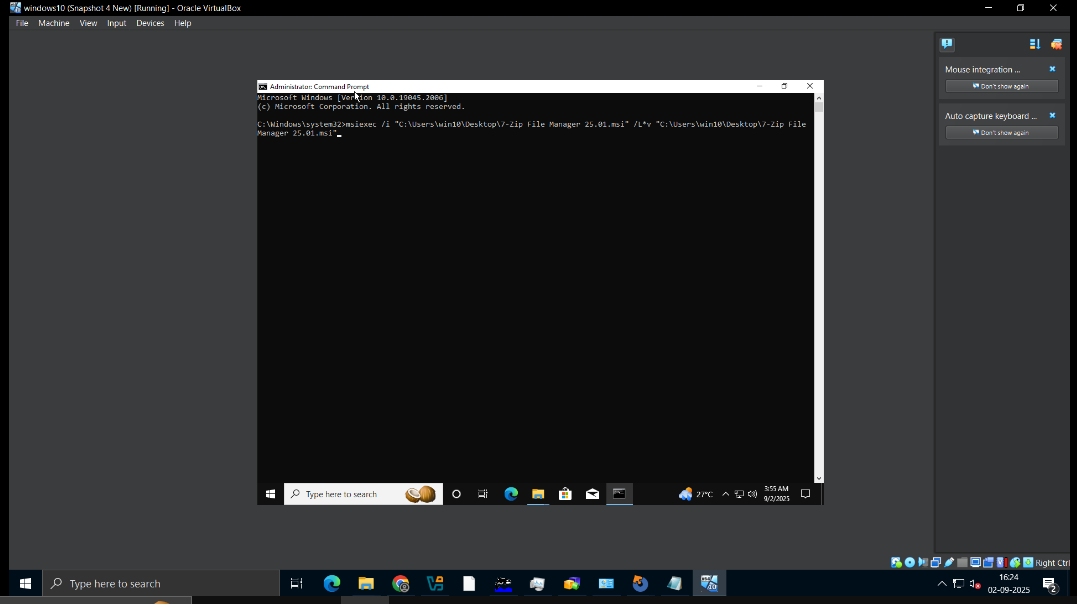 windows10 (Snapshot 4 New) [Running] - Oracle VirtualBox
File Machine View Input Devices Help
Mouse integration ...
Don't show again
Auto capture keyboard ...
Don't show again
Administrator: Command Prompt
Microsoft Windows [Version 10.0.19045.2006]
(c) Microsoft Corporation. All rights reserved.
C:\Windows\system32>msiexec /i "C:\Users\win10\Desktop\7-Zip File Manager 25.01.msi" /L*v "C:\Users\win10\Desktop\7-Zip File
Manager 25.01.msi"_
Type here to search
27°C
3:55 AM
9/2/2025
Right Ctrl
Type here to search
16:24
02-09-2025
2